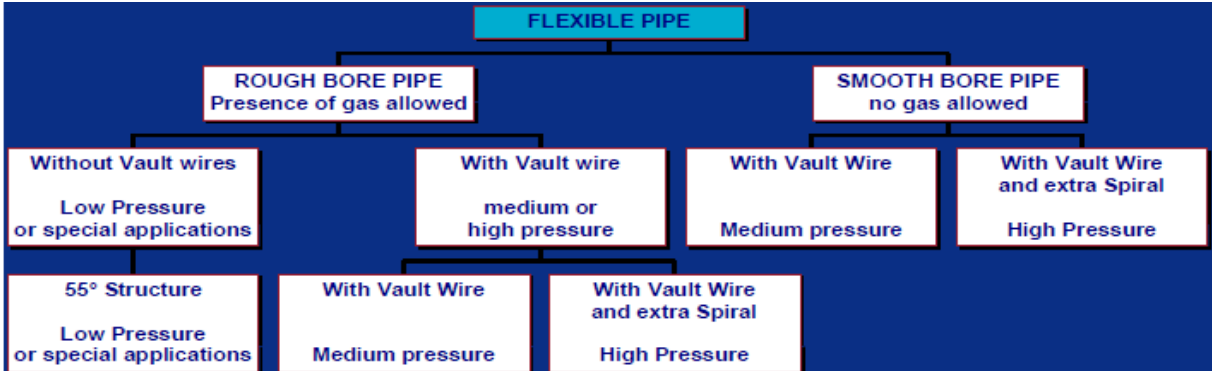 FLEXIBLE PIPE
ROUGH BORE PIPE
Presence of gas allowed
SMOOTH BORE PIPE
no gas allowed
Without Vault wires
Low Pressure
or special applications
With Vault wire
medium or
high pressure
With Vault Wire
Medium pressure
With Vault Wire
and extra Spiral
High Pressure
55° Structure
Low Pressure
or special applications
With Vault Wire
Medium pressure
With Vault Wire
and extra Spiral
High Pressure